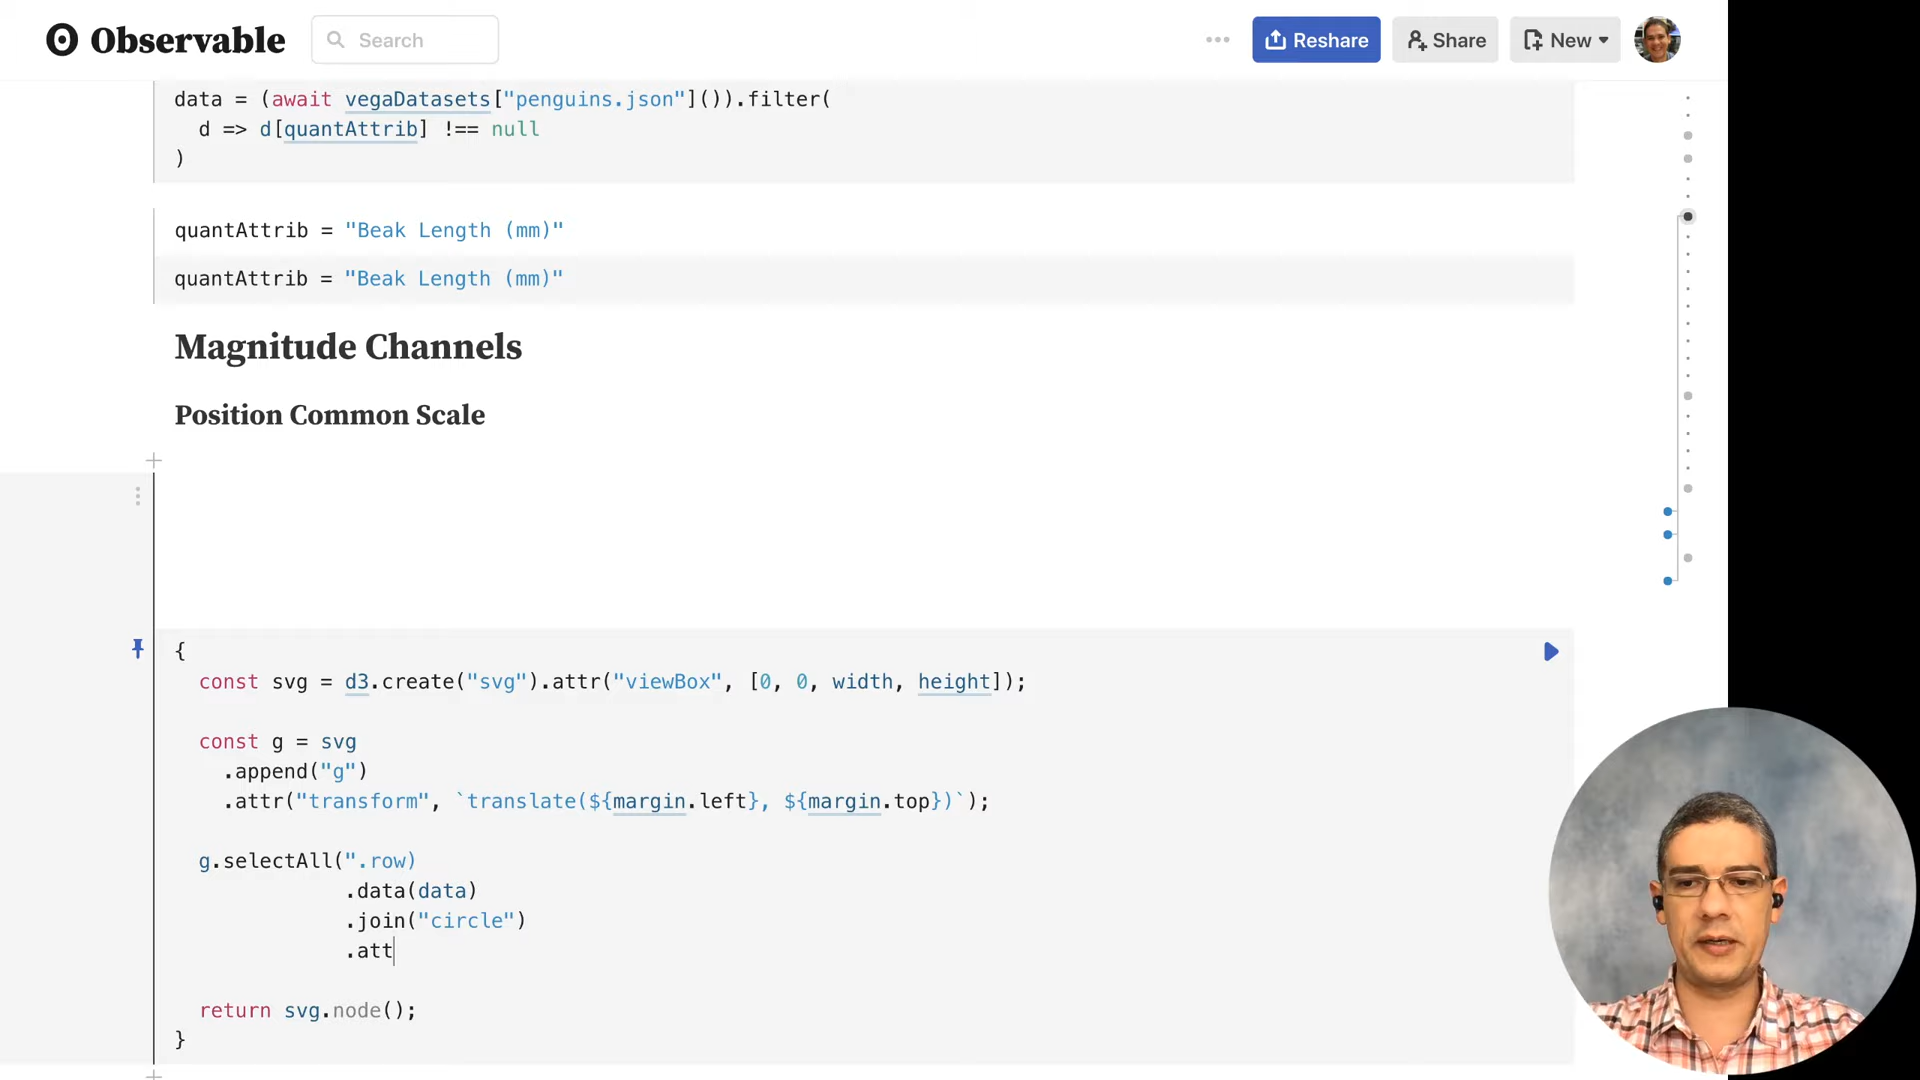 Observable
Search
Reshare
Share
New
data = (await vegaDatasets["penguins.json"]()).filter(
d => d[quantAttrib] !== null
)
quantAttrib = "Beak Length (mm)"
quantAttrib = "Beak Length (mm)"
Magnitude Channels
Position Common Scale
{
const svg = d3.create("svg").attr("viewBox", [0, 0, width, height]);
const g = svg
.append("g")
.attr("transform", `translate(${margin.left}, ${margin.top})`);
g.selectAll(".row)
.data(data)
.join("circle")
.att
return svg.node();
}